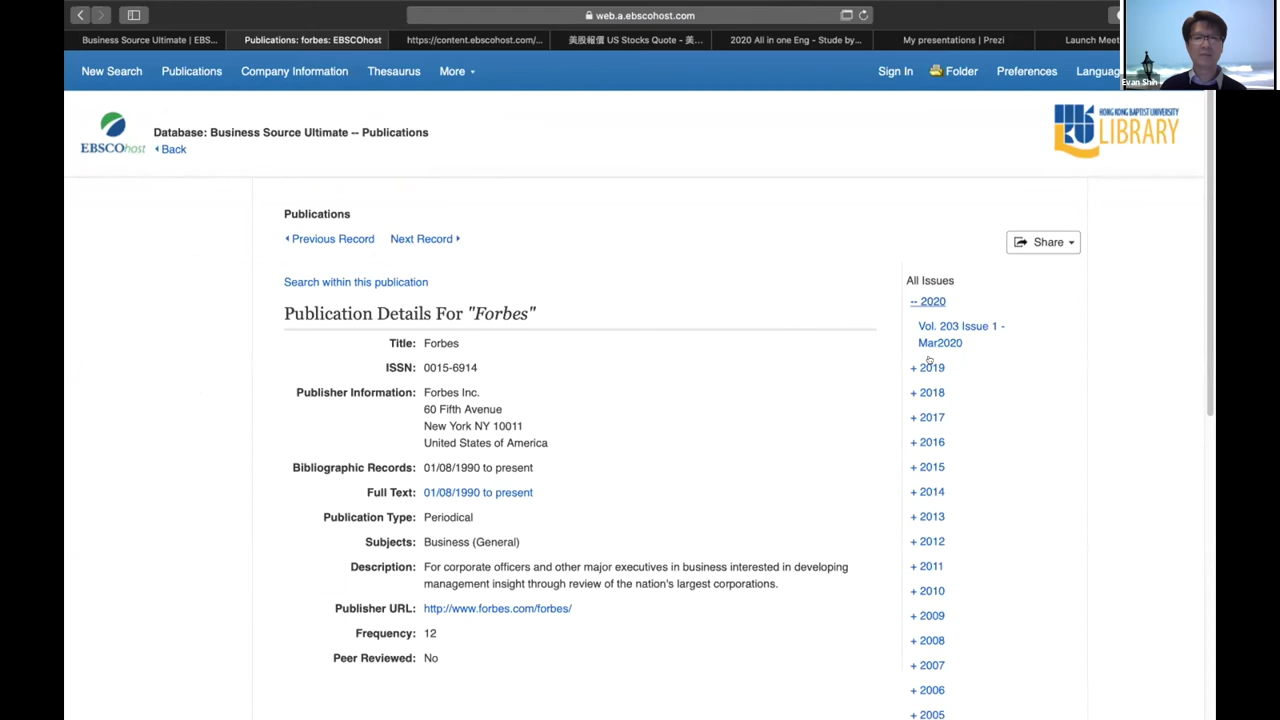 web.a.ebscohost.com
Business Source Ultimate | EBS...
Publications: forbes: EBSCOhost
https://content.ebscohost.com/...
美股報價 US Stocks Quote - 美...
2020 All in one Eng - Stude by...
My presentations | Prezi
Launch Meet
New Search
Publications
Company Information
Thesaurus
More
Sign In
Folder
Preferences
Languag
Evan Shih
EBSCOhost
Database: Business Source Ultimate -- Publications
Back
HONG KONG BAPTIST UNIVERSITY
LIBRARY
Publications
Previous Record
Next Record
Share
Search within this publication
Publication Details For "Forbes"
Title: Forbes
ISSN: 0015-6914
Publisher Information: Forbes Inc.
60 Fifth Avenue
New York NY 10011
United States of America
Bibliographic Records: 01/08/1990 to present
Full Text: 01/08/1990 to present
Publication Type: Periodical
Subjects: Business (General)
Description: For corporate officers and other major executives in business interested in developing
management insight through review of the nation's largest corporations.
Publisher URL: http://www.forbes.com/forbes/
Frequency: 12
Peer Reviewed: No
All Issues
-- 2020
Vol. 203 Issue 1 -
Mar2020
+ 2019
+ 2018
+ 2017
+ 2016
+ 2015
+ 2014
+ 2013
+ 2012
+ 2011
+ 2010
+ 2009
+ 2008
+ 2007
+ 2006
+ 2005